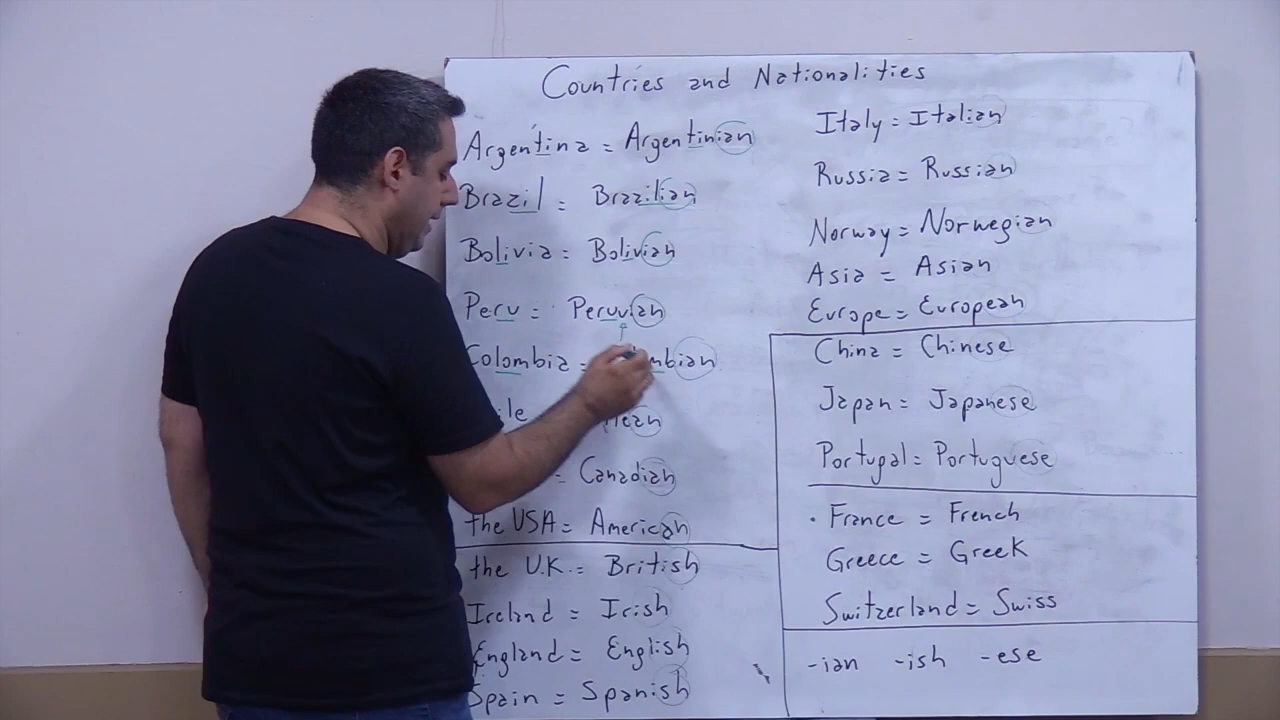 Countries and Nationalities
Argentina = Argentinian
Brazil = Brazilian
Bolivia = Bolivian
Peru = Peruvian
Colombia =
=
= Canadian
the USA = American
the U.K = British
Ireland = Irish
England = English
Spain = Spanish
Italy = Italian
Russia = Russian
Norway = Norwegian
Asia = Asian
Europe = European
China = Chinese
Japan = Japanese
Portugal = Portuguese
· France = French
Greece = Greek
Switzerland = Swiss
-ian -ish -ese